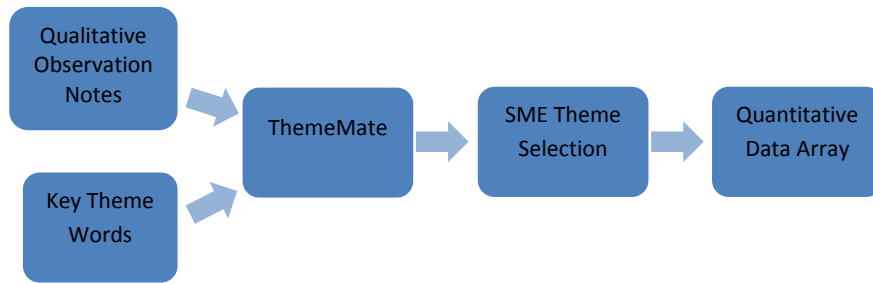 Qualitative
Observation
Notes
Key Theme
Words
ThemeMate
SME Theme
Selection
Quantitative
Data Array